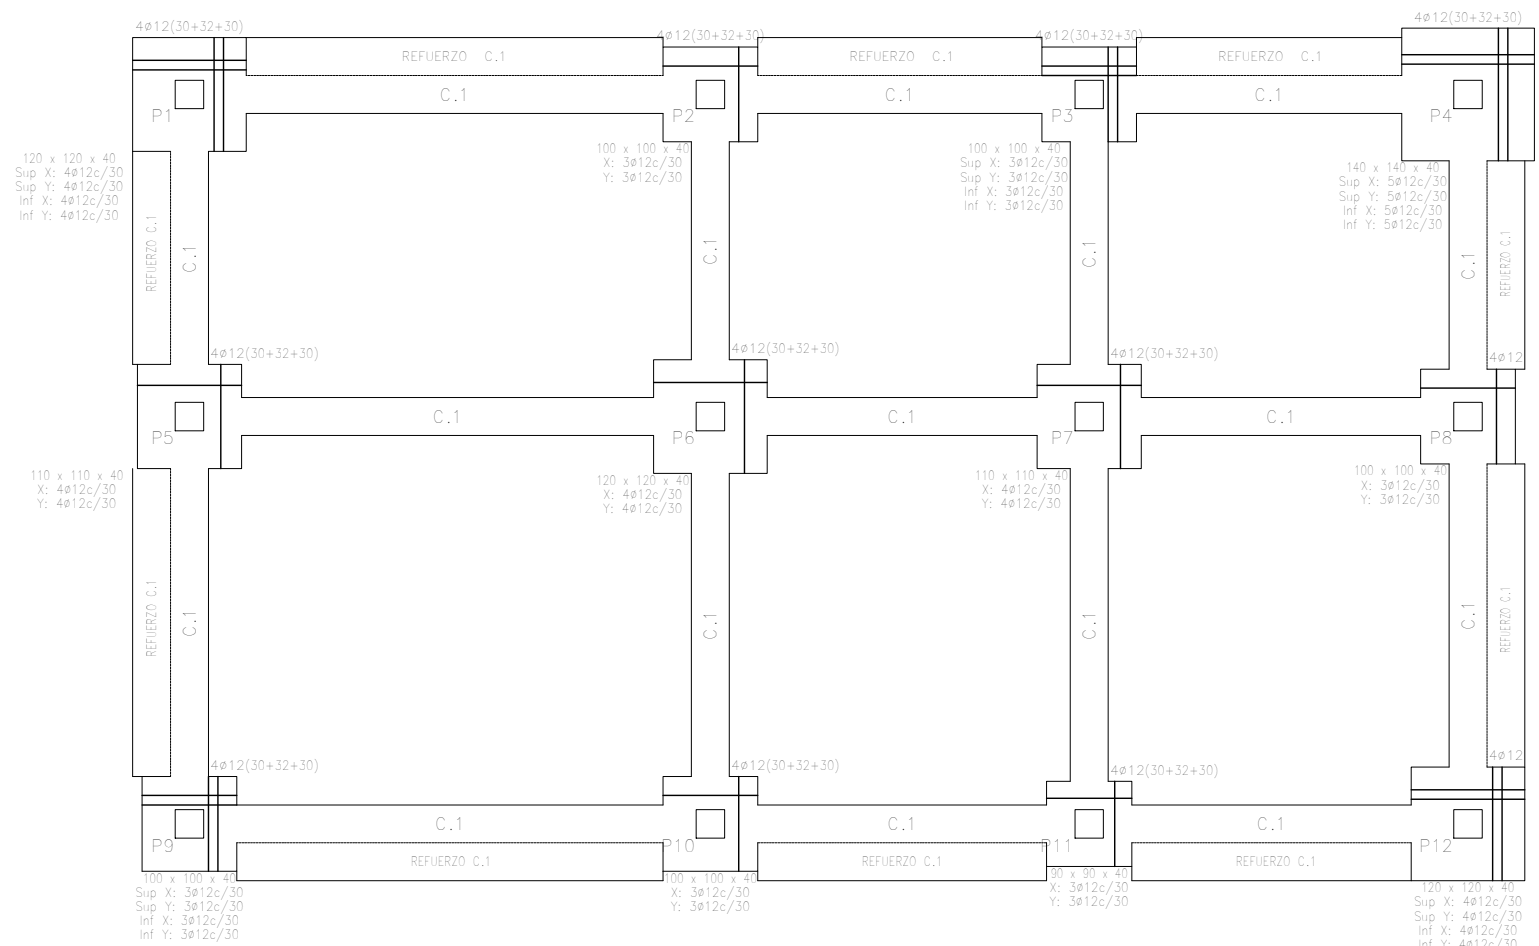 4ø12(30+32+30)
4ø12(30+32+30)
4ø12(30+32+30)
4ø12(30+32+30)
REFUERZO C.1
REFUERZO C.1
REFUERZO C.1
C.1
C.1
C.1
P1
P2
P3
P4
120 x 120 x 40
Sup X: 4ø12c/30
Sup Y: 4ø12c/30
Inf X: 4ø12c/30
Inf Y: 4ø12c/30
100 x 100 x 40
X: 3ø12c/30
Y: 3ø12c/30
100 x 100 x 40
Sup X: 3ø12c/30
Sup Y: 3ø12c/30
Inf X: 3ø12c/30
Inf Y: 3ø12c/30
140 x 140 x 40
Sup X: 5ø12c/30
Sup Y: 5ø12c/30
Inf X: 5ø12c/30
Inf Y: 5ø12c/30
REFUERZO C.1
C.1
C.1
C.1
C.1
REFUERZO C.1
4ø12(30+32+30)
4ø12(30+32+30)
4ø12(30+32+30)
4ø12
C.1
C.1
C.1
P5
P6
P7
P8
110 x 110 x 40
X: 4ø12c/30
Y: 4ø12c/30
120 x 120 x 40
X: 4ø12c/30
Y: 4ø12c/30
110 x 110 x 40
X: 4ø12c/30
Y: 4ø12c/30
100 x 100 x 40
X: 3ø12c/30
Y: 3ø12c/30
REFUERZO C.1
C.1
C.1
C.1
C.1
REFUERZO C.1
4ø12(30+32+30)
4ø12(30+32+30)
4ø12(30+32+30)
4ø12
C.1
C.1
C.1
P9
P10
P11
P12
REFUERZO C.1
REFUERZO C.1
REFUERZO C.1
100 x 100 x 40
Sup X: 3ø12c/30
Sup Y: 3ø12c/30
Inf X: 3ø12c/30
Inf Y: 3ø12c/30
100 x 100 x 40
X: 3ø12c/30
Y: 3ø12c/30
90 x 90 x 40
X: 3ø12c/30
Y: 3ø12c/30
120 x 120 x 40
Sup X: 4ø12c/30
Sup Y: 4ø12c/30
Inf X: 4ø12c/30
Inf Y: 4ø12c/30